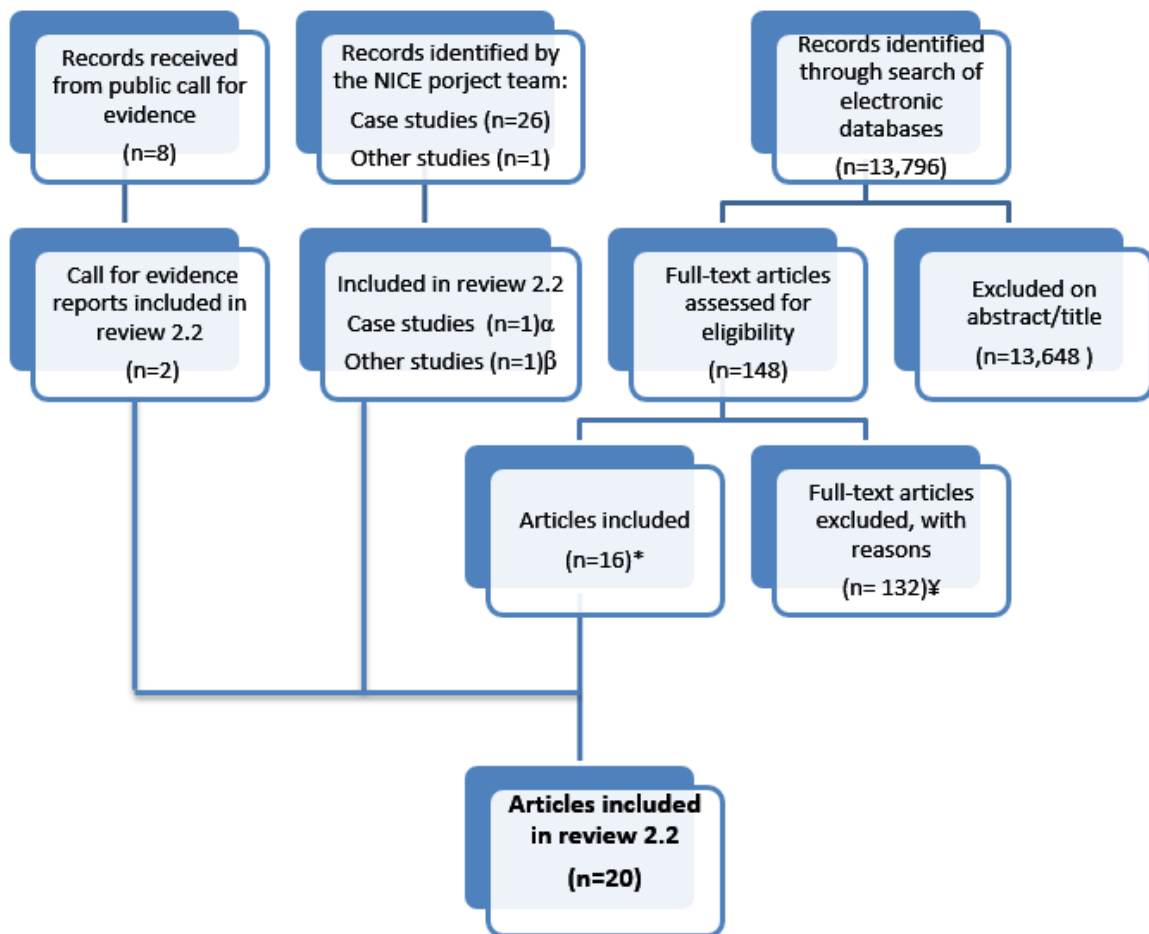 Records received
from public call for
evidence
(n=8)
Records identified by
the NICE porject team:
Case studies (n=26)
Other studies (n=1)
Records identified
through search of
electronic
databases
(n=13,796)
Call for evidence
reports included in
review 2.2
(n=2)
Included in review 2.2
Case studies (n=1)α
Other studies (n=1)β
Full-text articles
assessed for
eligibility
(n=148)
Excluded on
abstract/title
(n=13,648 )
Articles included
(n=16)*
Full-text articles
excluded, with
reasons
(n= 132)¥
Articles included
in review 2.2
(n=20)